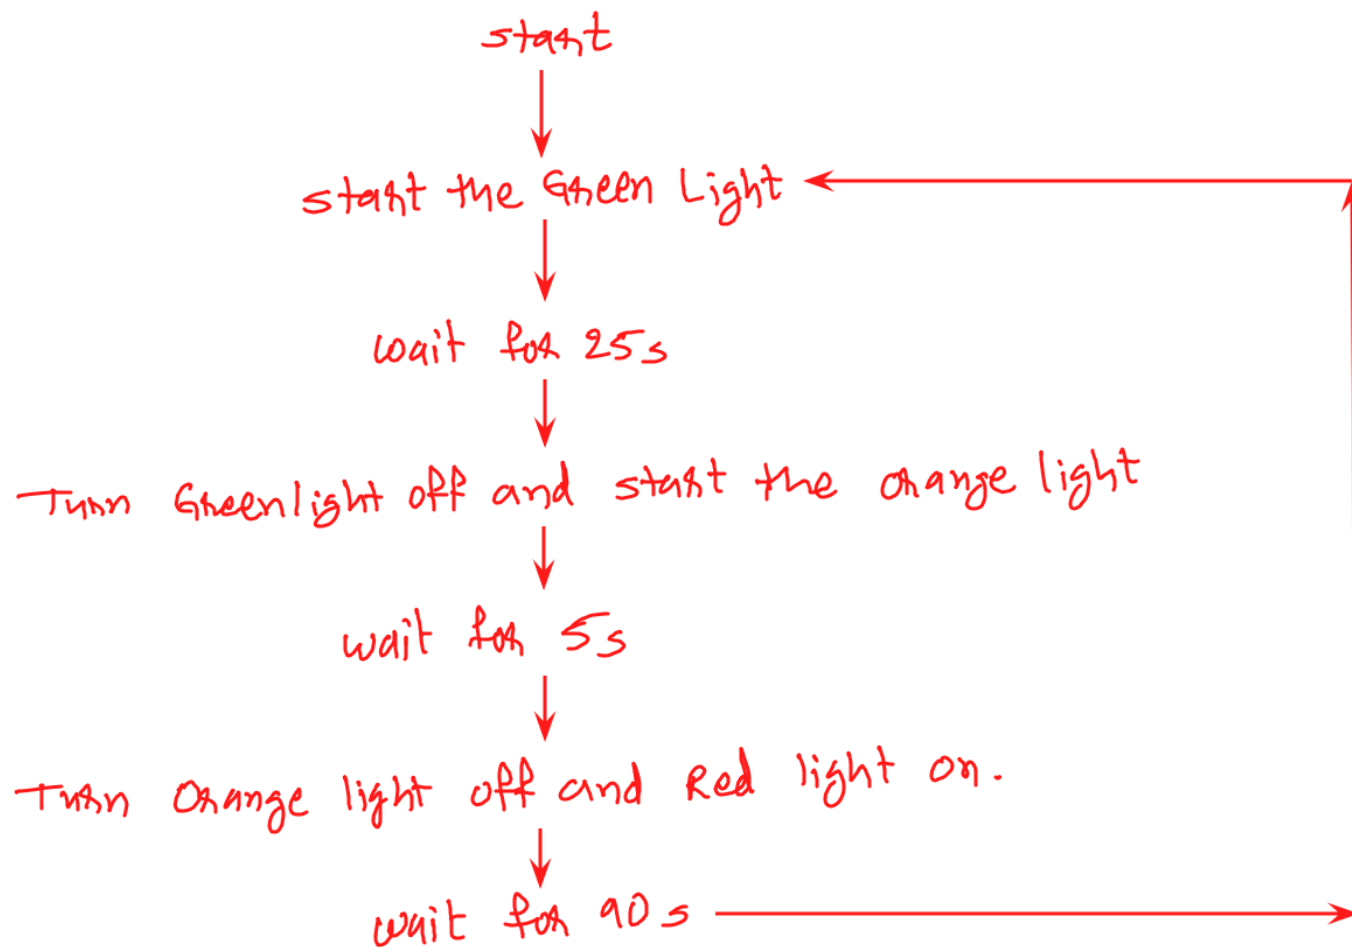 start
start the Green Light
wait for 25s
Turn Greenlight off and start the orange light
wait for 5s
Turn Orange light off and Red light on.
wait for 90s